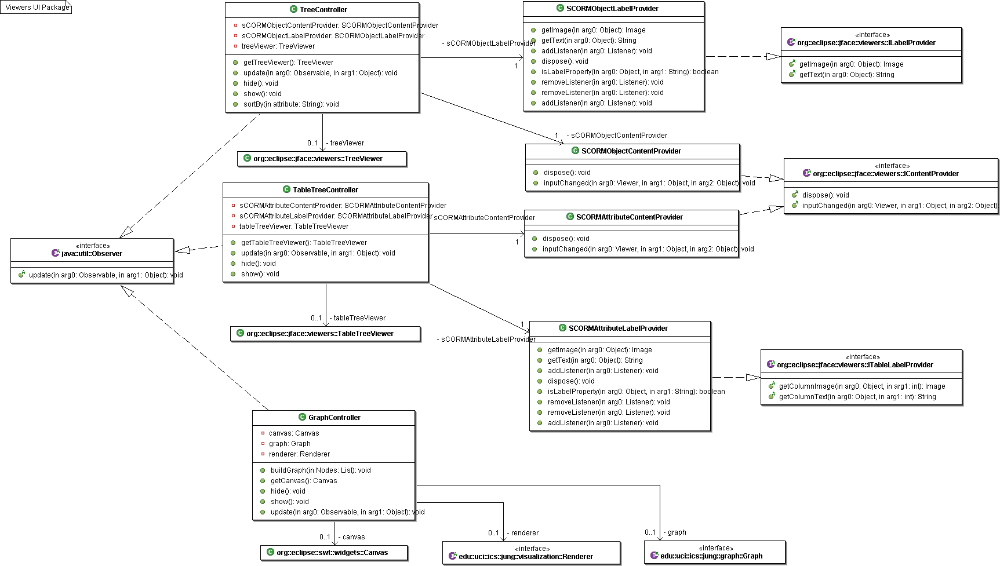 Viewers UI Package
TreeController
sCORMObjectContentProvider: SCORMObjectContentProvider
sCORMObjectLabelProvider: SCORMObjectLabelProvider
treeViewer: TreeViewer
getTreeViewer(): TreeViewer
update(in arg0: Observable, in arg1: Object): void
hide(): void
show(): void
sortBy(in attribute: String): void
- sCORMObjectLabelProvider
1
SCORMObjectLabelProvider
getImage(in arg0: Object): Image
getText(in arg0: Object): String
addListener(in arg0: Listener): void
dispose(): void
isLabelProperty(in arg0: Object, in arg1: String): boolean
removeListener(in arg0: Listener): void
removeListener(in arg0: Listener): void
addListener(in arg0: Listener): void
«interface»
org::eclipse::jface::viewers::ILabelProvider
getImage(in arg0: Object): Image
getText(in arg0: Object): String
0..1 - treeViewer
org::eclipse::jface::viewers::TreeViewer
1 - sCORMObjectContentProvider
SCORMObjectContentProvider
dispose(): void
inputChanged(in arg0: Viewer, in arg1: Object, in arg2: Object): void
«interface»
org::eclipse::jface::viewers::IContentProvider
dispose(): void
inputChanged(in arg0: Viewer, in arg1: Object, in arg2: Object):
TableTreeController
sCORMAttributeContentProvider: SCORMAttributeContentProvider
sCORMAttributeLabelProvider: SCORMAttributeLabelProvider
tableTreeViewer: TableTreeViewer
getTableTreeViewer(): TableTreeViewer
update(in arg0: Observable, in arg1: Object): void
hide(): void
show(): void
sCORMAttributeContentProvider
1
SCORMAttributeContentProvider
dispose(): void
inputChanged(in arg0: Viewer, in arg1: Object, in arg2: Object): void
«interface»
java::util::Observer
update(in arg0: Observable, in arg1: Object): void
0..1 - tableTreeViewer
org::eclipse::jface::viewers::TableTreeViewer
1
- sCORMAttributeLabelProvider
SCORMAttributeLabelProvider
getImage(in arg0: Object): Image
getText(in arg0: Object): String
addListener(in arg0: Listener): void
dispose(): void
isLabelProperty(in arg0: Object, in arg1: String): boolean
removeListener(in arg0: Listener): void
removeListener(in arg0: Listener): void
addListener(in arg0: Listener): void
«interface»
org::eclipse::jface::viewers::ITableLabelProvider
getColumnImage(in arg0: Object, in arg1: int): Image
getColumnText(in arg0: Object, in arg1: int): String
GraphController
canvas: Canvas
graph: Graph
renderer: Renderer
buildGraph(in Nodes: List): void
getCanvas(): Canvas
hide(): void
show(): void
update(in arg0: Observable, in arg1: Object): void
0..1 - canvas
org::eclipse::swt::widgets::Canvas
0..1 - renderer
«interface»
edu::uci::ics::jung::visualization::Renderer
0..1 - graph
«interface»
edu::uci::ics::jung::graph::Graph